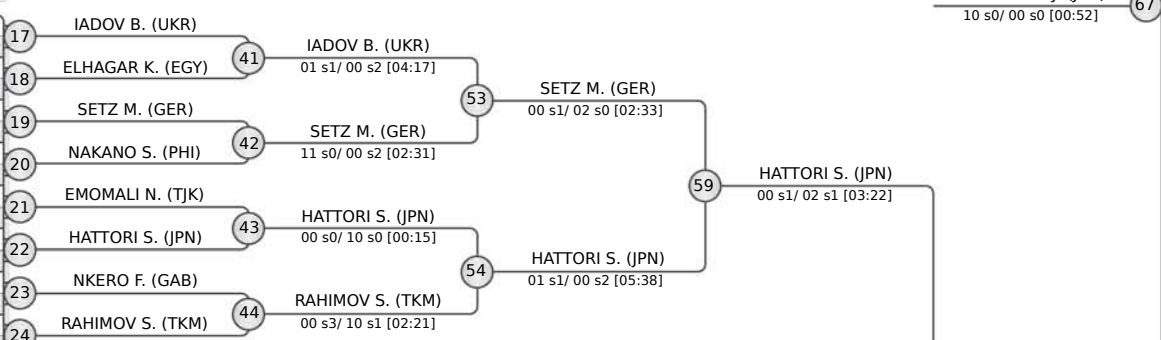 10 s0/ 00 s0 [00:52]
67
17
IADOV B. (UKR)
18
ELHAGAR K. (EGY)
41
IADOV B. (UKR)
01 s1/ 00 s2 [04:17]
19
SETZ M. (GER)
20
NAKANO S. (PHI)
42
SETZ M. (GER)
11 s0/ 00 s2 [02:31]
53
SETZ M. (GER)
00 s1/ 02 s0 [02:33]
21
EMOMALI N. (TJK)
22
HATTORI S. (JPN)
43
HATTORI S. (JPN)
00 s0/ 10 s0 [00:15]
23
NKERO F. (GAB)
24
RAHIMOV S. (TKM)
44
RAHIMOV S. (TKM)
00 s3/ 10 s1 [02:21]
54
HATTORI S. (JPN)
01 s1/ 00 s2 [05:38]
59
HATTORI S. (JPN)
00 s1/ 02 s1 [03:22]